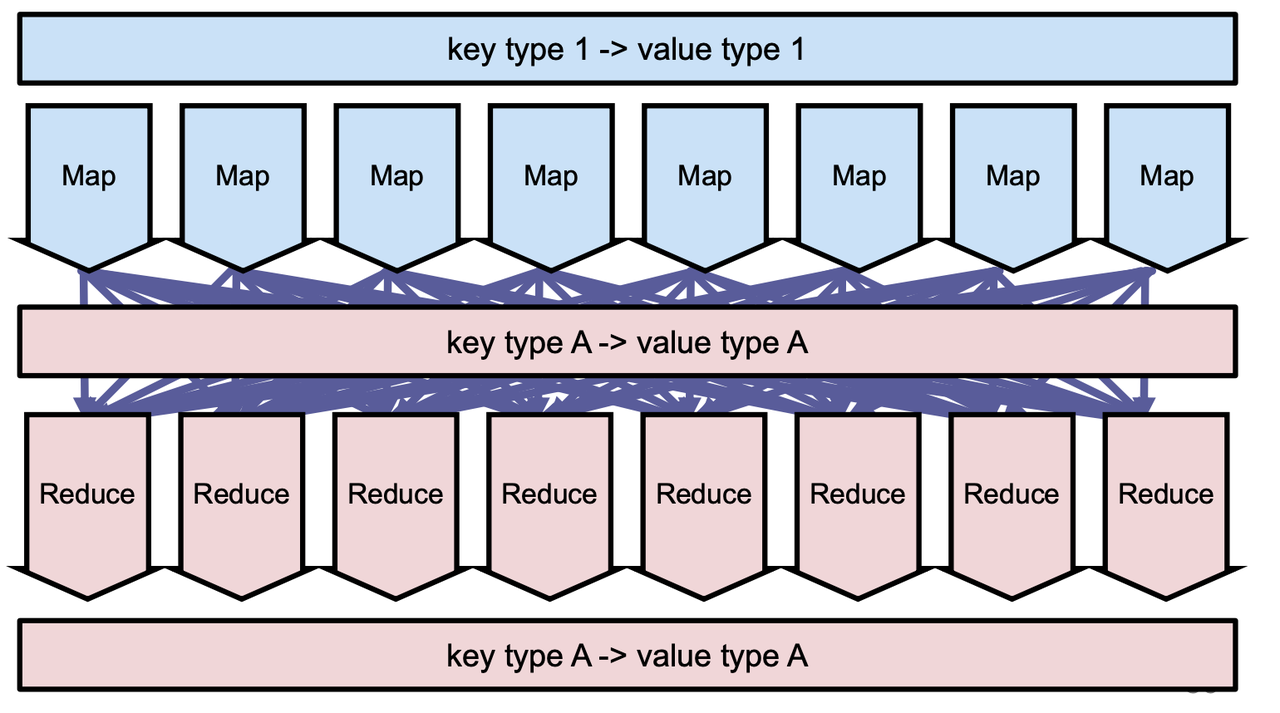 key type 1 -> value type 1
Map Map Map Map Map Map Map Map
key type A -> value type A
Reduce Reduce Reduce Reduce Reduce Reduce Reduce Reduce
key type A -> value type A